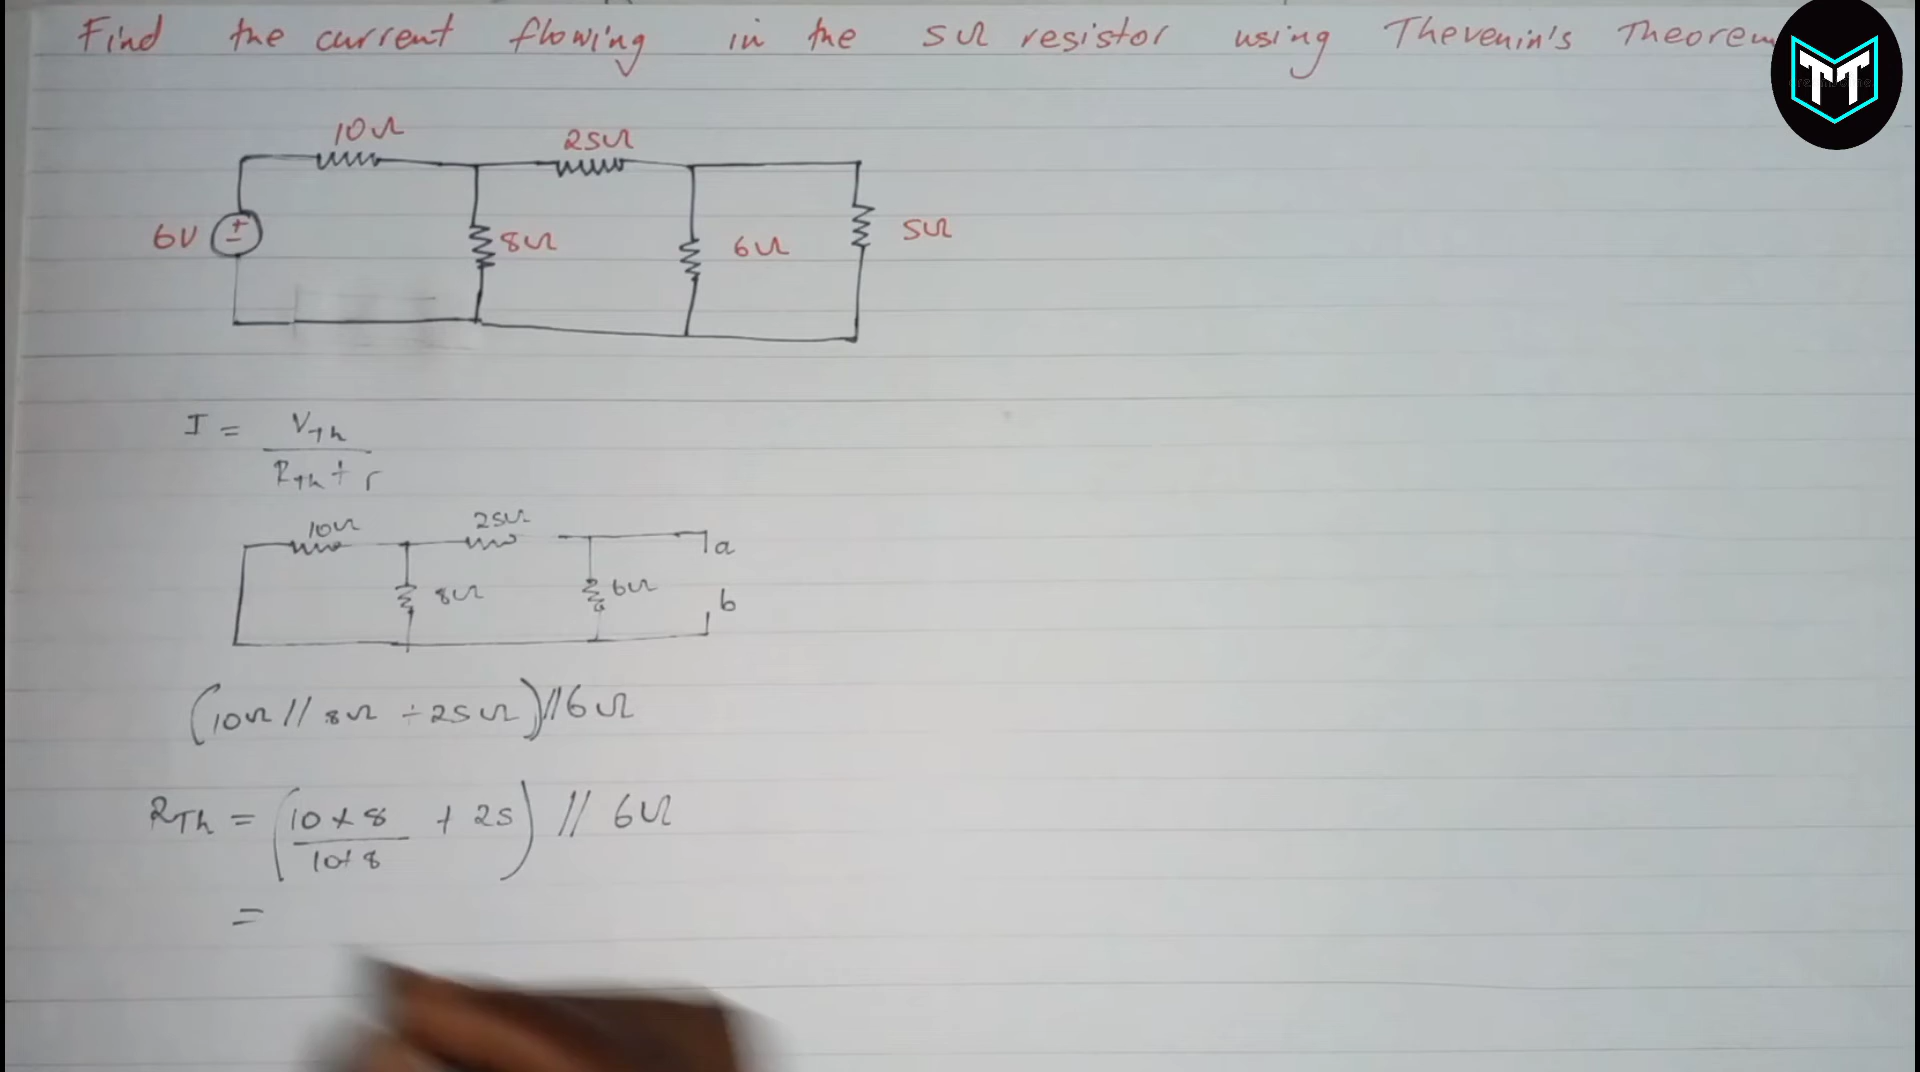 Find the current flowing in the 5Ω resistor using Thevenin's Theorem
10Ω
25Ω
6V
+
-
8Ω
6Ω
5Ω
I = VTh
RTh + r
10Ω
25Ω
a
8Ω
6Ω
b
(10Ω // 8Ω + 25Ω) // 6Ω
RTh = (10 x 8 + 25) // 6Ω
10+8
=
TT